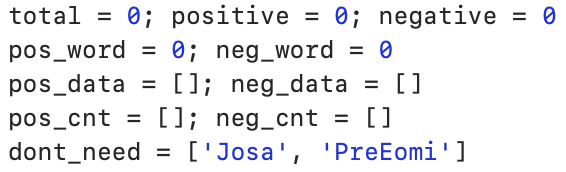 total = 0; positive = 0; negative = 0
pos_word = 0; neg_word = 0
pos_data = []; neg_data = []
pos_cnt = []; neg_cnt = []
dont_need = ['Josa', 'PreEomi']